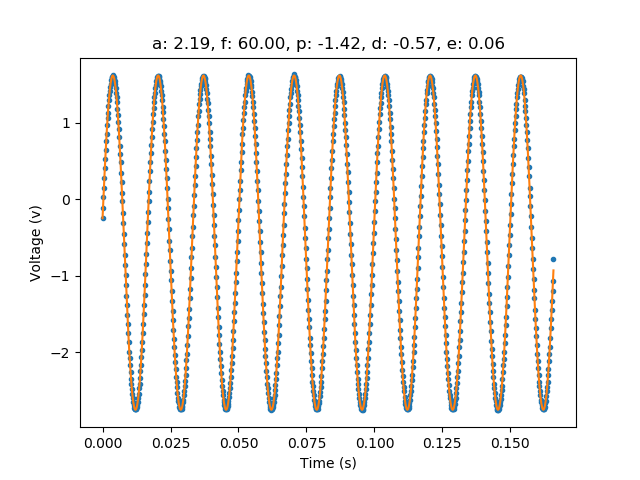 a: 2.19, f: 60.00, p: -1.42, d: -0.57, e: 0.06
1
0
−1
−2
Voltage (v)
0.000 0.025 0.050 0.075 0.100 0.125 0.150
Time (s)